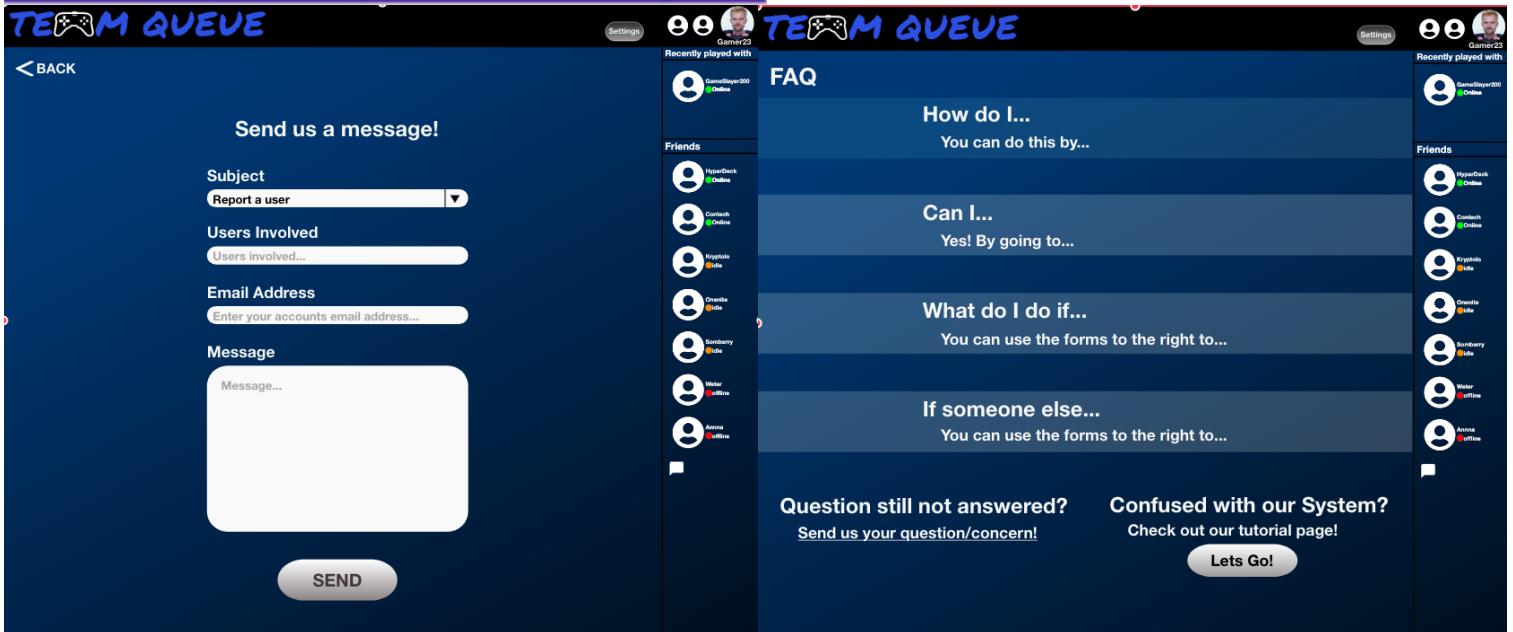 TEAM QUEUE
Settings
Gamer23
Recently played with
GameSlayer200
Online
< BACK
Send us a message!
Subject
Report a user
Users Involved
Users involved...
Email Address
Enter your accounts email address...
Message
Message...
SEND
Friends
HyperDeck
Online
Comtech
Online
Kryptolo
Idle
Onenite
Idle
Somberry
Idle
Weter
offline
Annna
offline
TEAM QUEUE
Settings
Gamer23
Recently played with
GameSlayer200
Online
FAQ
How do I...
You can do this by...
Can I...
Yes! By going to...
What do I do if...
You can use the forms to the right to...
If someone else...
You can use the forms to the right to...
Question still not answered?
Send us your question/concern!
Confused with our System?
Check out our tutorial page!
Lets Go!
Friends
HyperDeck
Online
Comtech
Online
Kryptolo
Idle
Onenite
Idle
Somberry
Idle
Weter
offline
Annna
offline